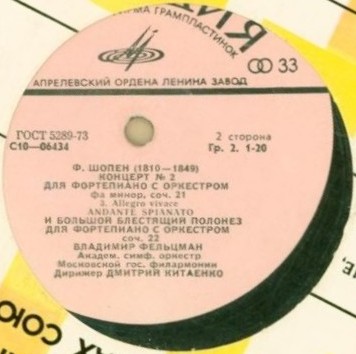 ФИРМА ГРАМПЛАСТИНОК
33
АПРЕЛЕВСКИЙ ОРДЕНА ЛЕНИНА ЗАВОД
ГОСТ 5289-73
С10—06434
2 сторона
Гр. 2. 1-20
Ф. ШОПЕН (1810—1849)
КОНЦЕРТ № 2
ДЛЯ ФОРТЕПИАНО С ОРКЕСТРОМ
фа минор, соч. 21
3. Allegro vivace
ANDANTE SPIANATO
И БОЛЬШОЙ БЛЕСТЯЩИЙ ПОЛОНЕЗ
ДЛЯ ФОРТЕПИАНО С ОРКЕСТРОМ
соч. 22
ВЛАДИМИР ФЕЛЬЦМАН
Академ. симф. оркестр
Московской гос. филармонии
Дирижер ДМИТРИЙ КИТАЕНКО